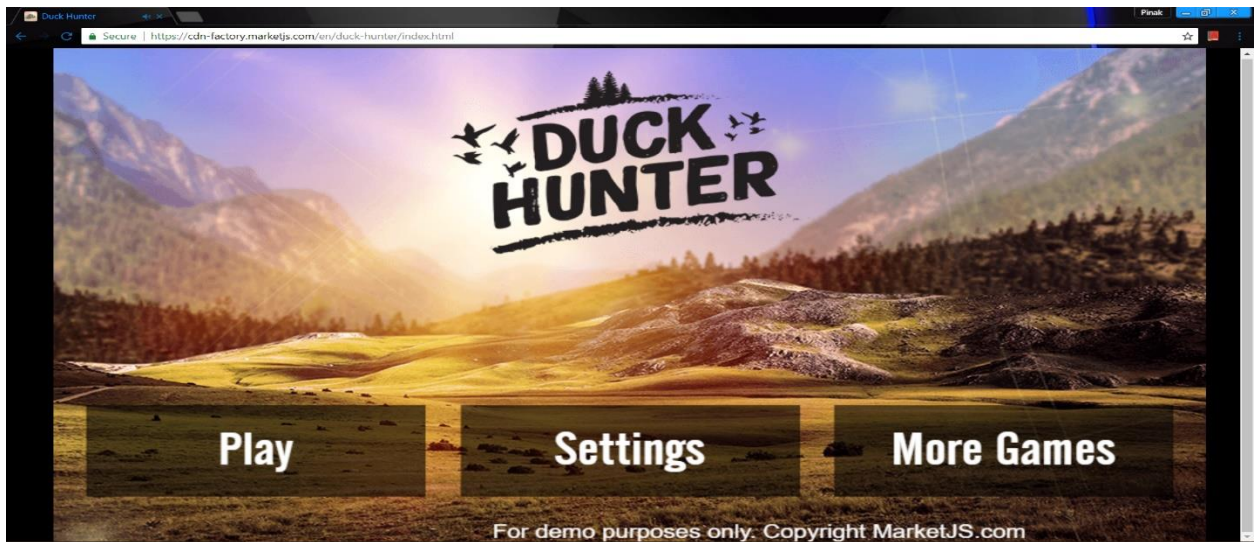 Duck Hunter
Pinak
Secure | https://cdn-factory.marketjs.com/en/duck-hunter/index.html
DUCK
HUNTER
Play
Settings
More Games
For demo purposes only. Copyright MarketJS.com